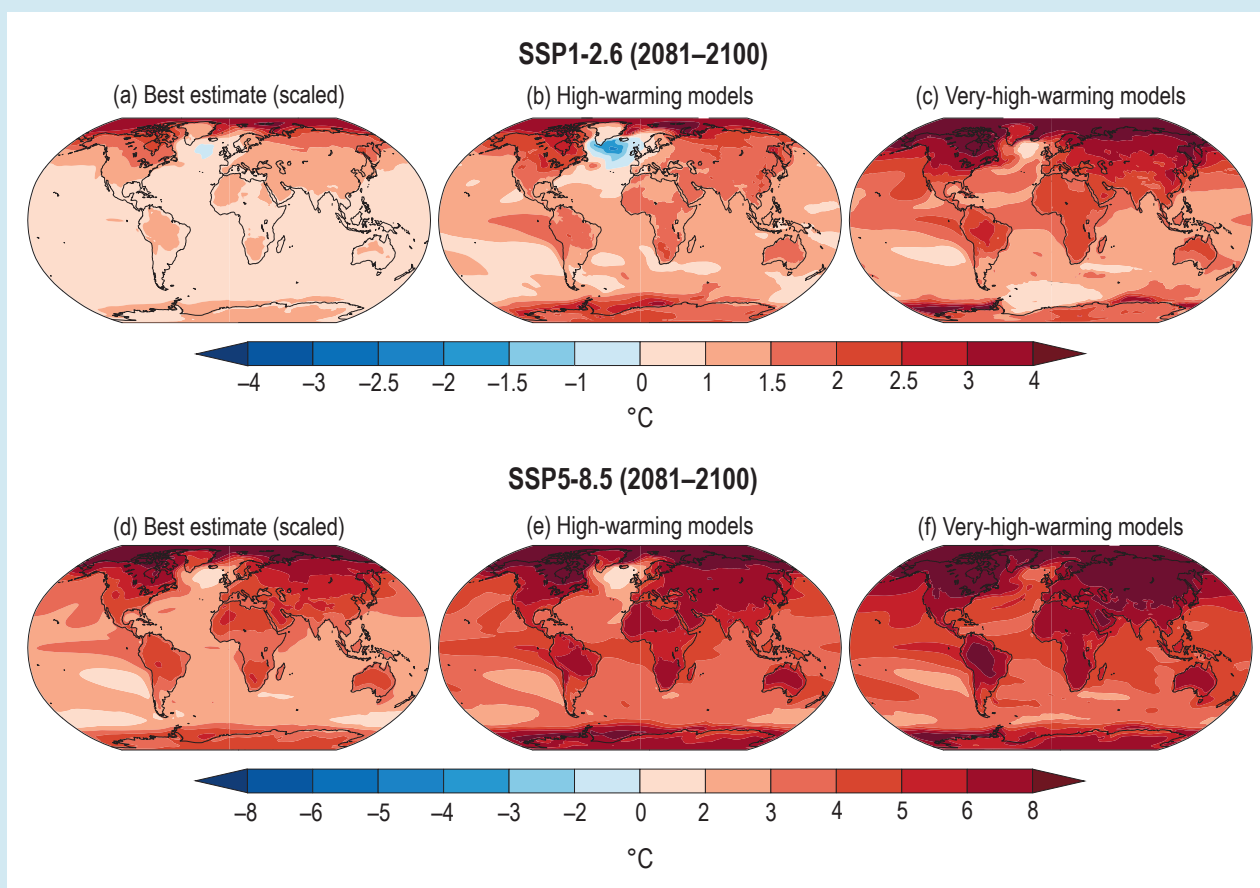 SSP1-2.6 (2081–2100)
(a) Best estimate (scaled) (b) High-warming models (c) Very-high-warming models
–4 –3 –2.5 –2 –1.5 –1 0 1 1.5 2 2.5 3 4
°C
SSP5-8.5 (2081–2100)
(d) Best estimate (scaled) (e) High-warming models (f) Very-high-warming models
–8 –6 –5 –4 –3 –2 0 2 3 4 5 6 8
°C